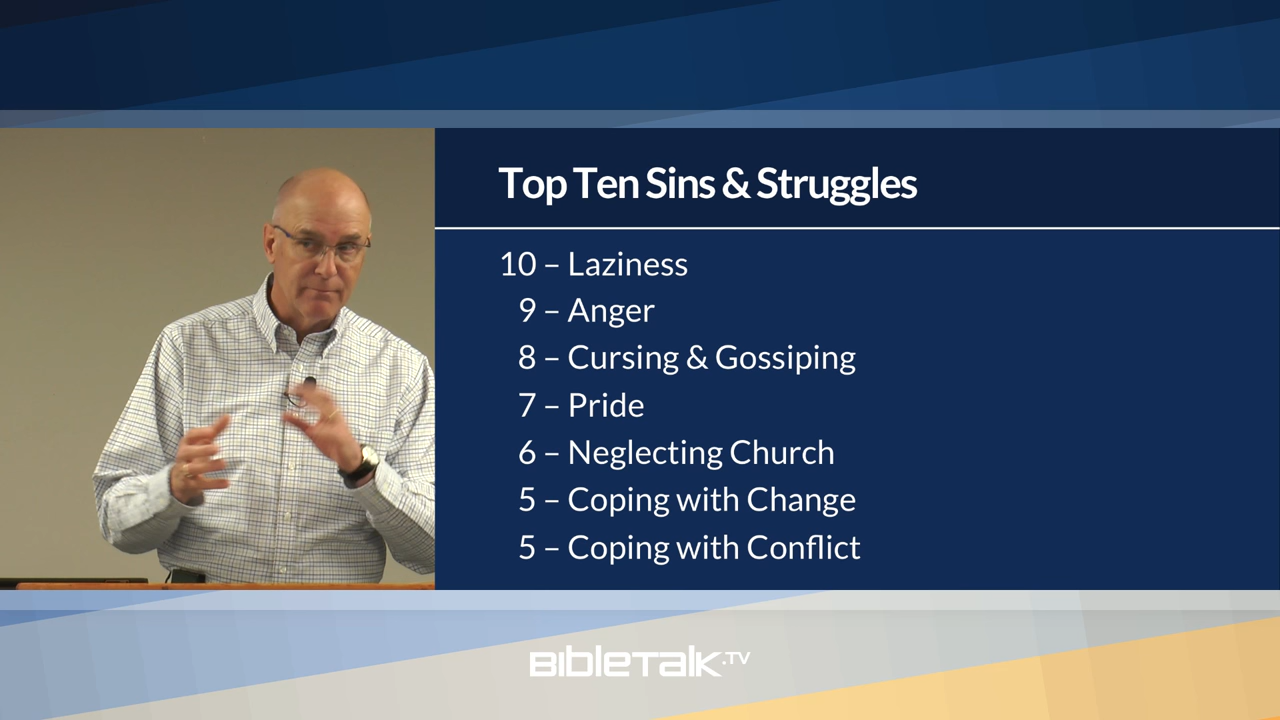 Top Ten Sins & Struggles
10 – Laziness
9 – Anger
8 – Cursing & Gossiping
7 – Pride
6 – Neglecting Church
5 – Coping with Change
5 – Coping with Conflict
BibleTalk.TV